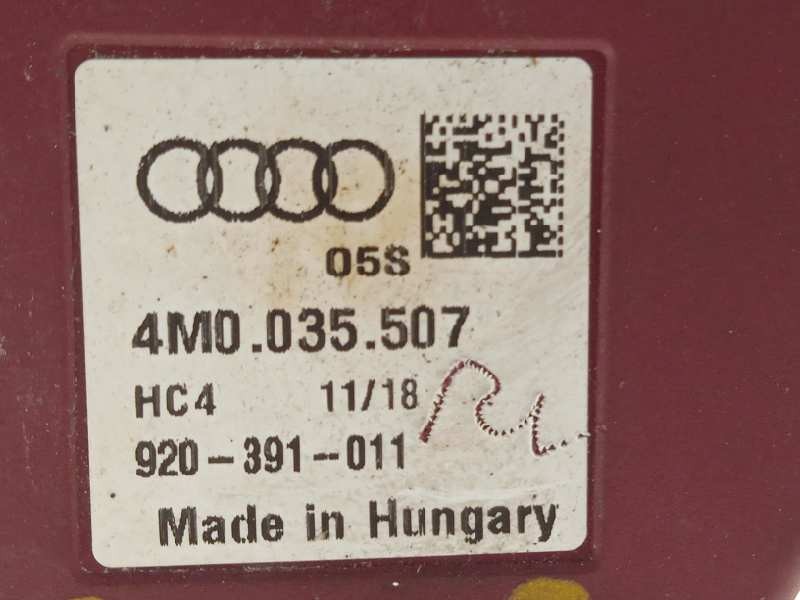 05S
4M0.035.507
HC4 11/18
920-391-011
Made in Hungary